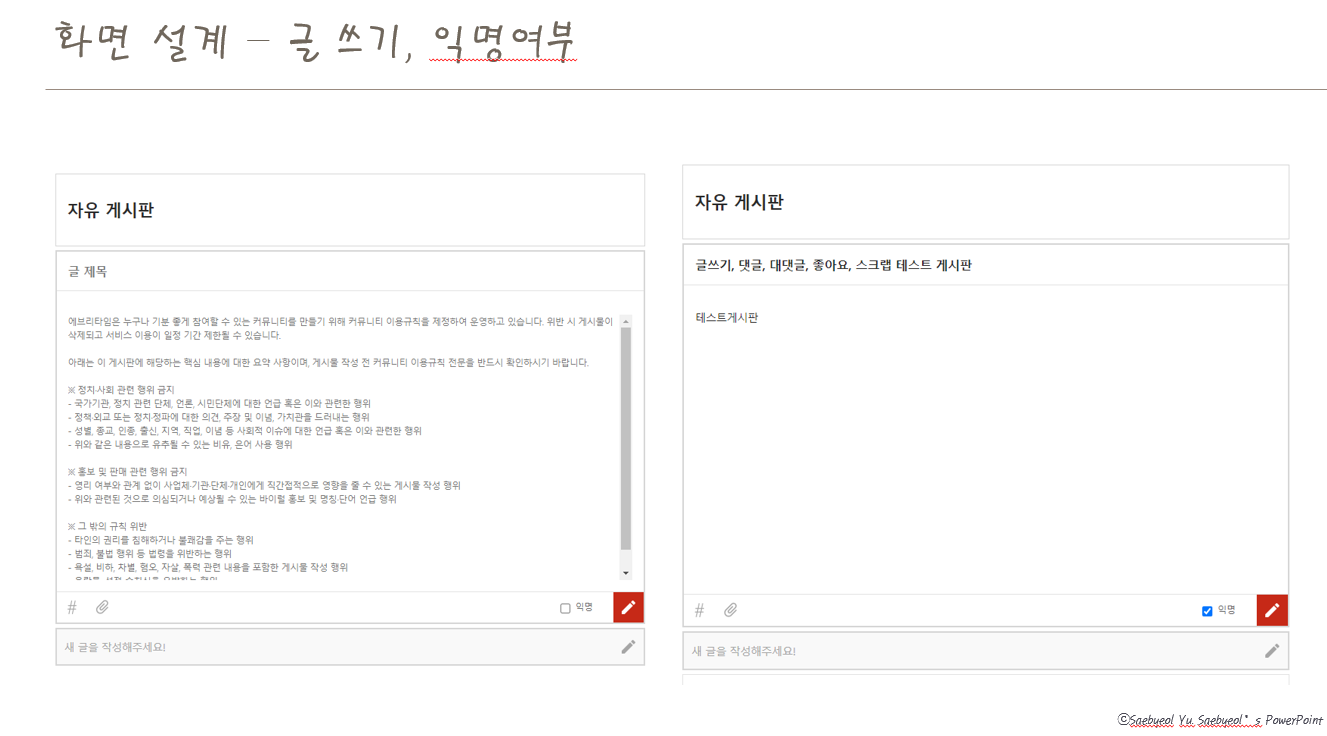 화면 설계 – 글 쓰기, 익명여부
자유 게시판
글 제목
에브리타임은 누구나 기분 좋게 참여할 수 있는 커뮤니티를 만들기 위해 커뮤니티 이용규칙을 제정하여 운영하고 있습니다. 위반 시 게시물이
삭제되고 서비스 이용이 일정 기간 제한될 수 있습니다.
아래는 이 게시판에 해당하는 핵심 내용에 대한 요약 사항이며, 게시물 작성 전 커뮤니티 이용규칙 전문을 반드시 확인하시기 바랍니다.
※ 정치·사회 관련 행위 금지
- 국가기관, 정치 관련 단체, 언론, 시민단체에 대한 언급 혹은 이와 관련한 행위
- 정책·외교 또는 정치·정파에 대한 의견, 주장 및 이념, 가치관을 드러내는 행위
- 성별, 종교, 인종, 출신, 지역, 직업, 이념 등 사회적 이슈에 대한 언급 혹은 이와 관련한 행위
- 위와 같은 내용으로 유추될 수 있는 비유, 은어 사용 행위
※ 홍보 및 판매 관련 행위 금지
- 영리 여부와 관계 없이 사업체·기관·단체·개인에게 직간접적으로 영향을 줄 수 있는 게시물 작성 행위
- 위와 관련된 것으로 의심되거나 예상될 수 있는 바이럴 홍보 및 명칭·단어 언급 행위
※ 그 밖의 규칙 위반
- 타인의 권리를 침해하거나 불쾌감을 주는 행위
- 범죄, 불법 행위 등 법령을 위반하는 행위
- 욕설, 비하, 차별, 혐오, 자살, 폭력 관련 내용을 포함한 게시물 작성 행위
# 익명
새 글을 작성해주세요!
자유 게시판
글쓰기, 댓글, 대댓글, 좋아요, 스크랩 테스트 게시판
테스트게시판
# 익명
새 글을 작성해주세요!
ⓒSaebyeol Yu. Saebyeol's PowerPoint